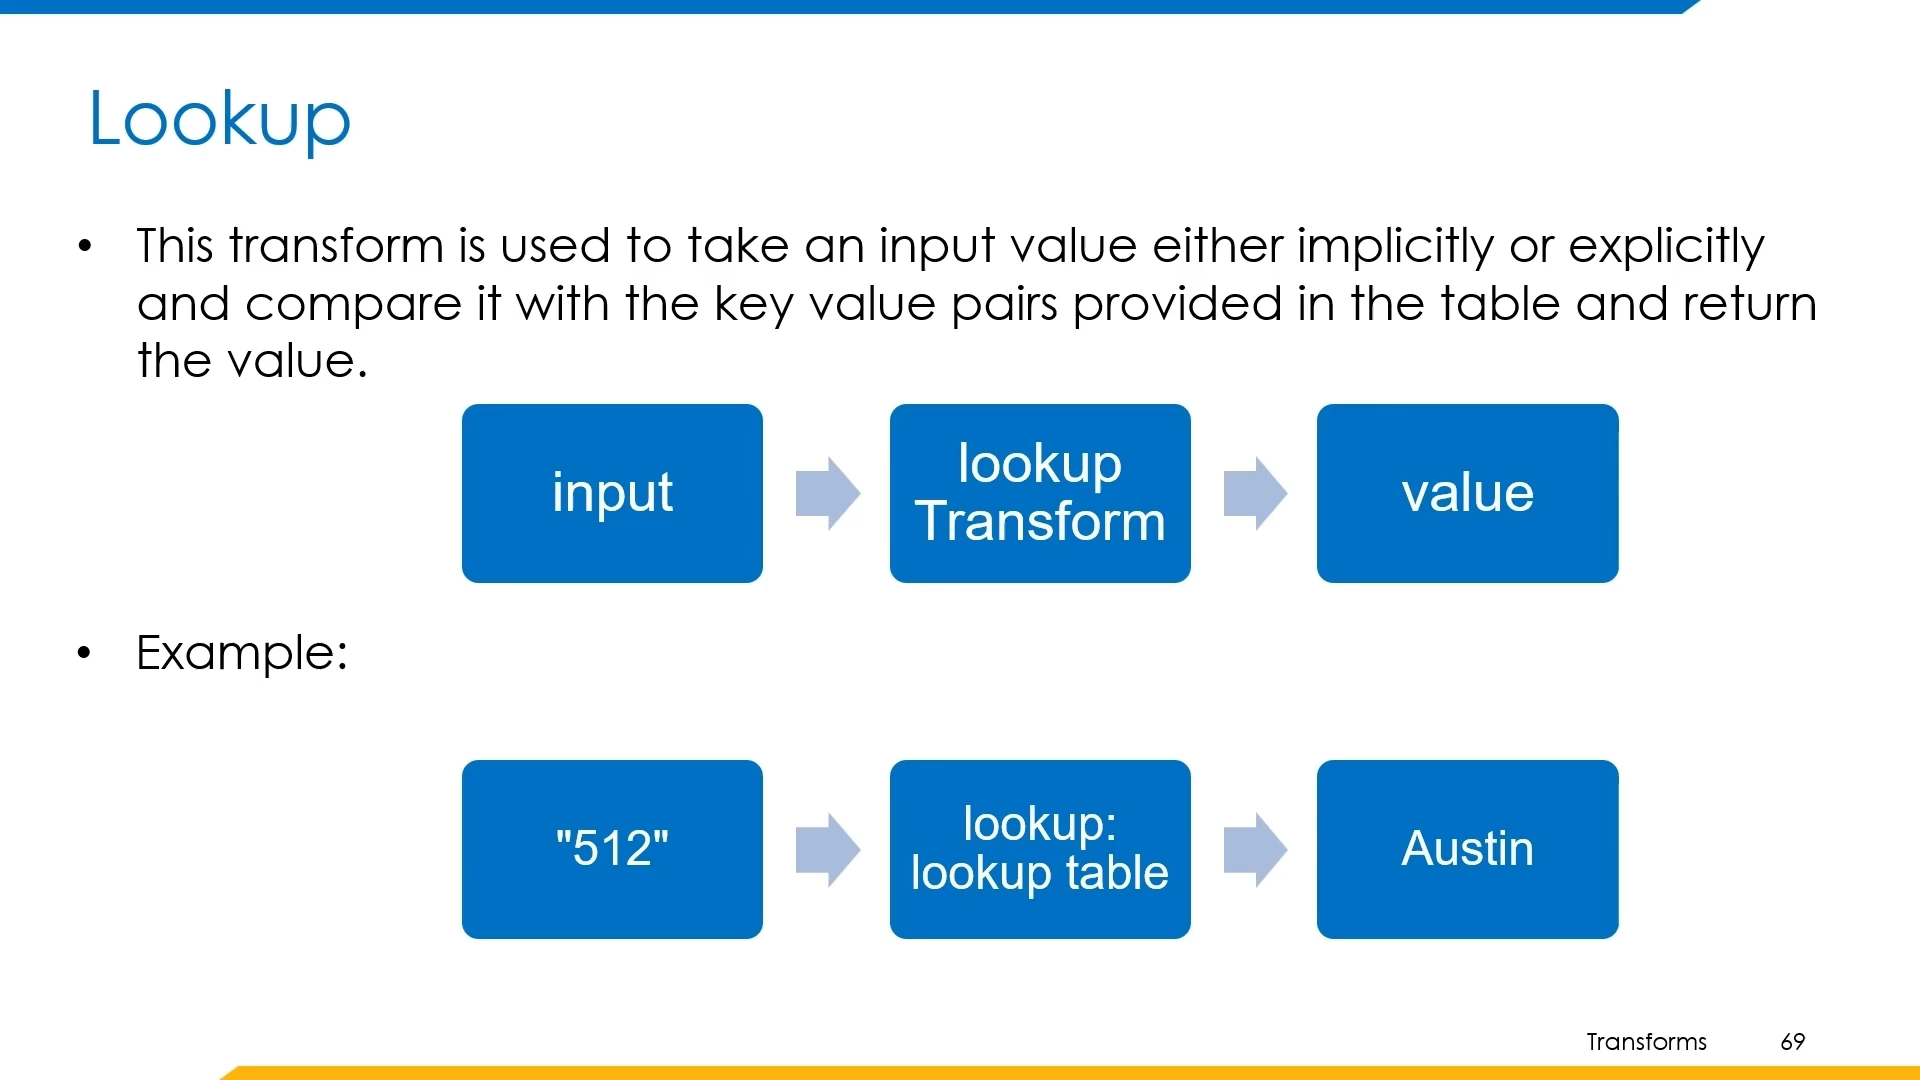 Lookup
• This transform is used to take an input value either implicitly or explicitly
and compare it with the key value pairs provided in the table and return
the value.
input
lookup
Transform
value
• Example:
"512"
lookup:
lookup table
Austin
Transforms 69